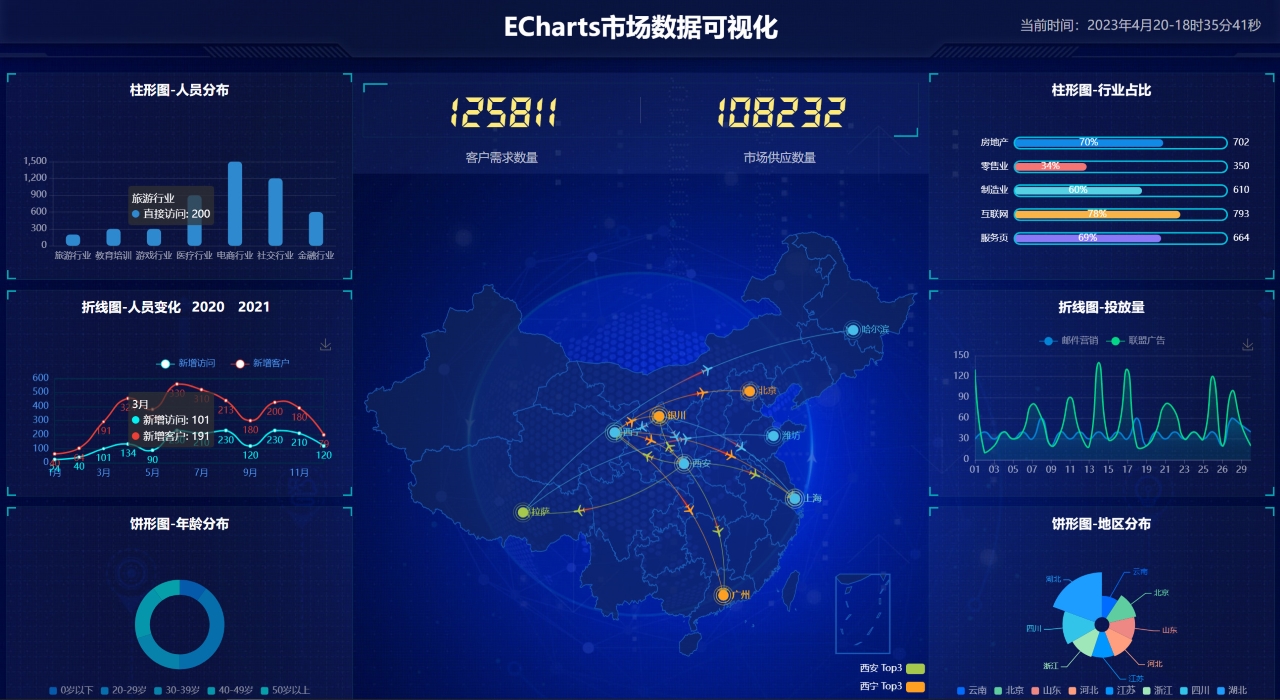 ECharts市场数据可视化
当前时间：2023年4月20-18时35分41秒
柱形图-人员分布
1,500
1,200
900
600
300
0
旅游行业
直接访问: 200
旅游行业 教育培训 游戏行业 医疗行业 电商行业 社交行业 金融行业
折线图-人员变化 2020 2021
新增访问 新增客户
600
500
400
300
200
100
0
3月
新增访问: 101
新增客户: 191
40 101 134 90 230 120 230 210 120
191 310 213 180 200 180
1月 3月 5月 7月 9月 11月
饼形图-年龄分布
0岁以下 20-29岁 30-39岁 40-49岁 50岁以上
125811
客户需求数量
108232
市场供应数量
哈尔滨
北京
银川
西宁
潍坊
西安
上海
拉萨
广州
西安 Top3
西宁 Top3
柱形图-行业占比
房地产 70% 702
零售业 34% 350
制造业 60% 610
互联网 78% 793
服务页 69% 664
折线图-投放量
邮件营销 联盟广告
150
120
90
60
30
0
01 03 05 07 09 11 13 15 17 19 21 23 25 26 27 29
饼形图-地区分布
云南
北京
山东
河北
江苏
浙江
四川
湖北
云南 北京 山东 河北 江苏 浙江 四川 湖北